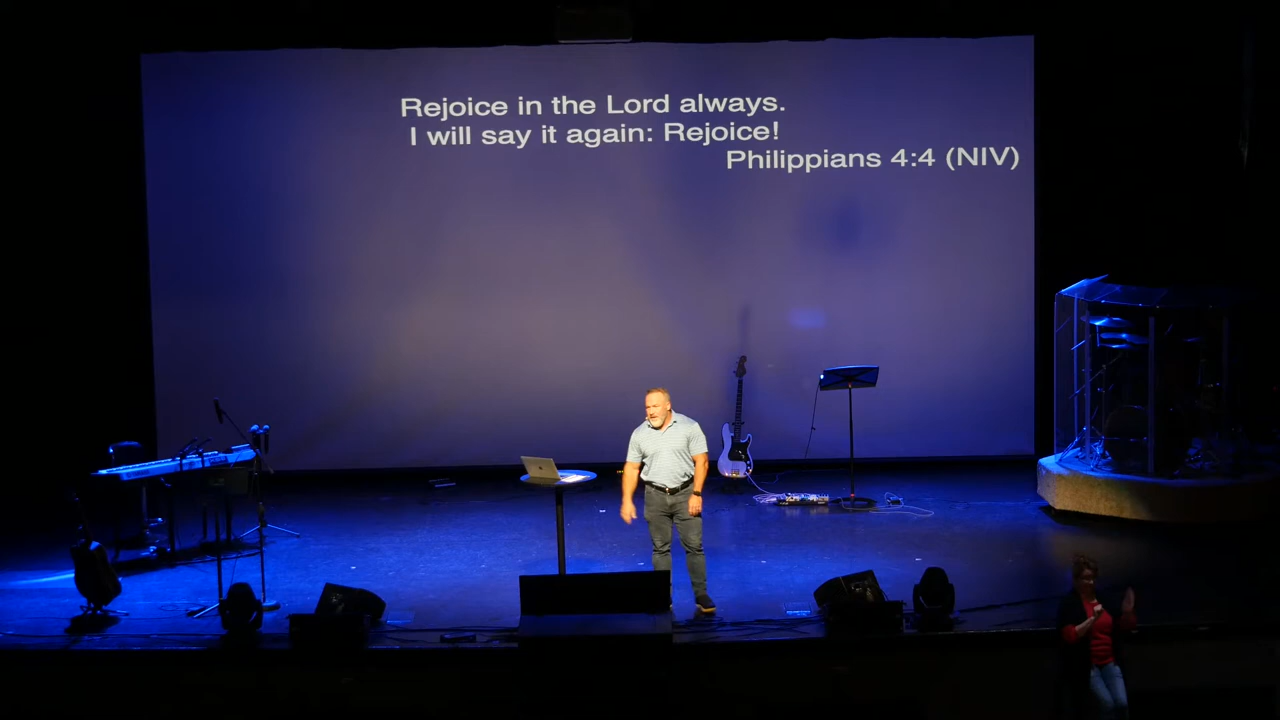 Rejoice in the Lord always.
I will say it again: Rejoice!
Philippians 4:4 (NIV)